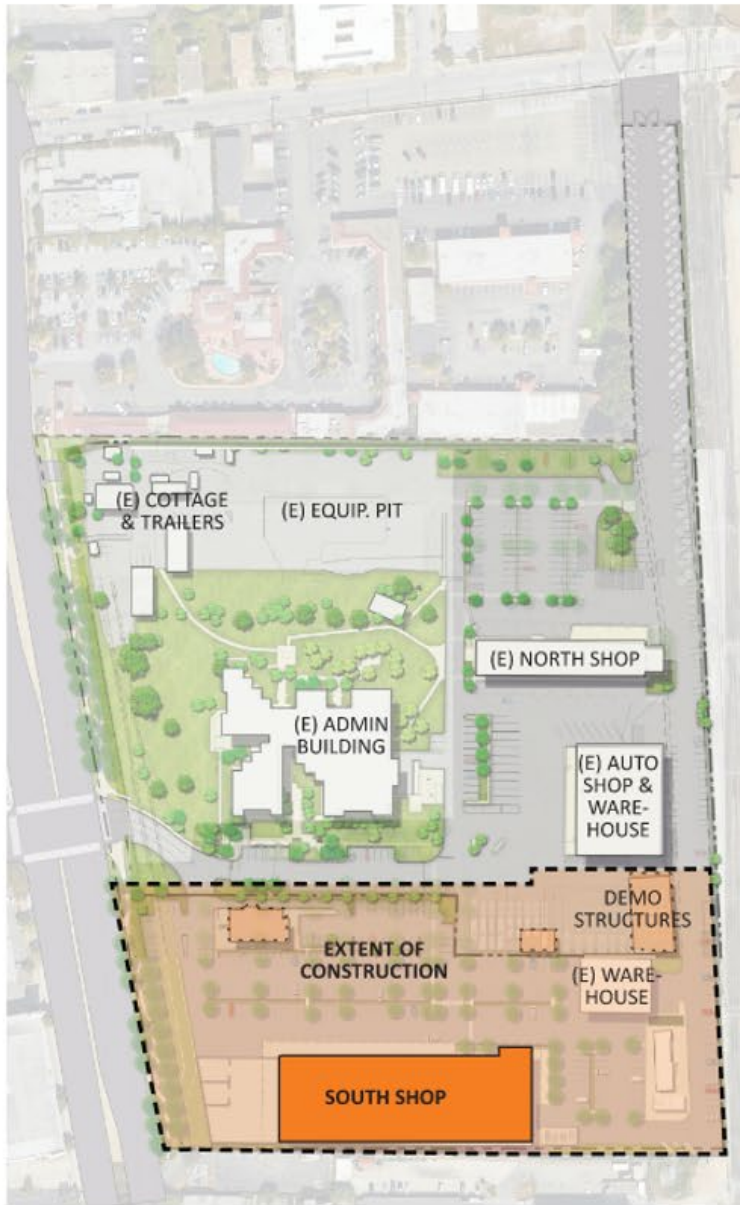 (E) COTTAGE
& TRAILERS
(E) EQUIP. PIT
(E) NORTH SHOP
(E) ADMIN
BUILDING
(E) AUTO
SHOP &
WARE-
HOUSE
DEMO
STRUCTURES
EXTENT OF
CONSTRUCTION
(E) WARE-
HOUSE
SOUTH SHOP